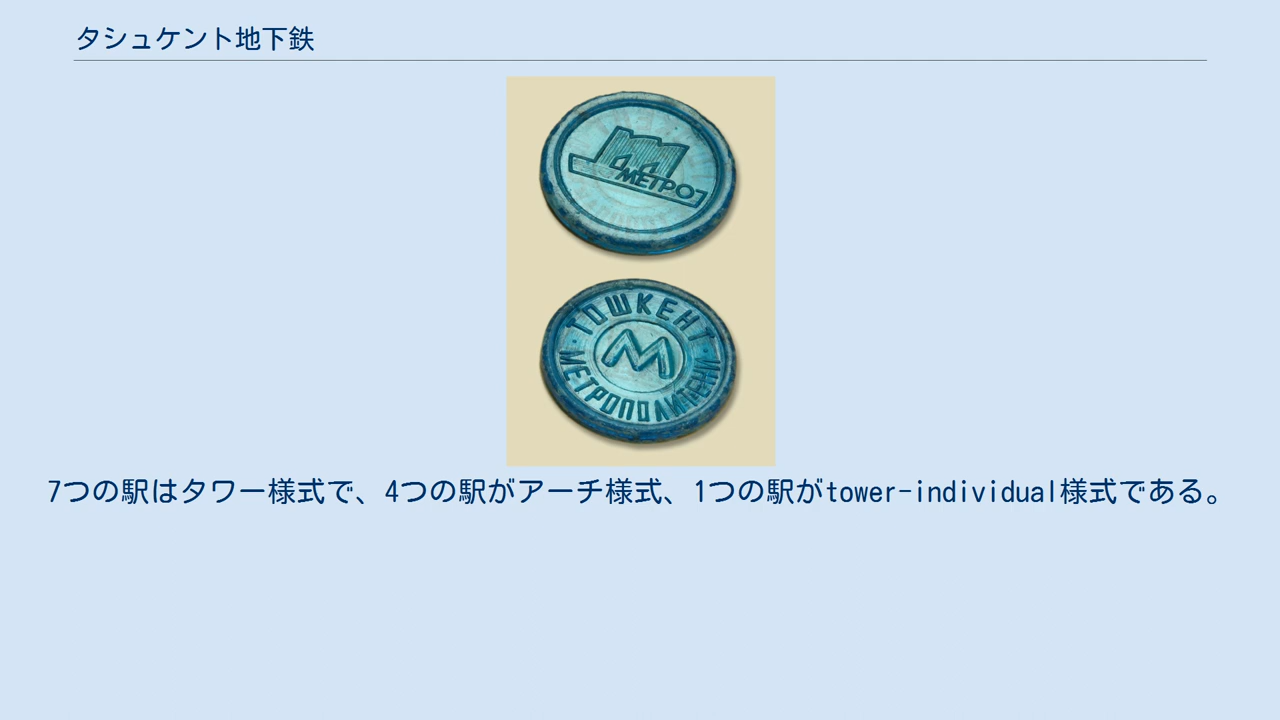 タシュケント地下鉄
МЕТРО
ТОШКЕНТ
М
МЕТРОПОЛИТЕНИ
7つの駅はタワー様式で、4つの駅がアーチ様式、1つの駅がtower-individual様式である。